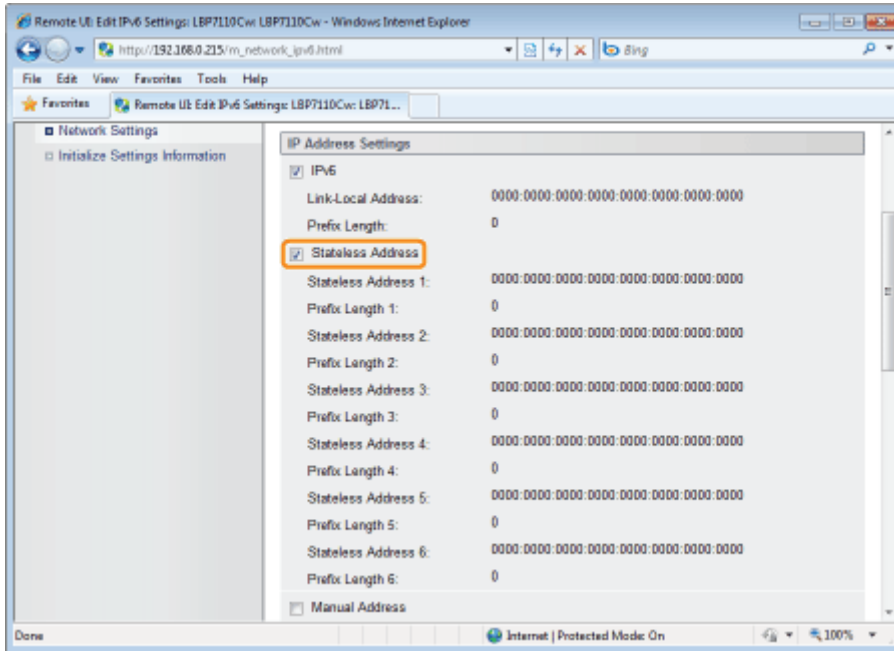 Remote UI: Edit IPv6 Settings: LBP7110Cw: LBP7110Cw - Windows Internet Explorer
http://192.168.0.215/m_network_ipv6.html
Bing
File Edit View Favorites Tools Help
Favorites
Remote UI: Edit IPv6 Settings: LBP7110Cw: LBP71...
Network Settings
Initialize Settings Information
IP Address Settings
IPv6
Link-Local Address: 0000:0000:0000:0000:0000:0000:0000:0000
Prefix Length: 0
Stateless Address
Stateless Address 1: 0000:0000:0000:0000:0000:0000:0000:0000
Prefix Length 1: 0
Stateless Address 2: 0000:0000:0000:0000:0000:0000:0000:0000
Prefix Length 2: 0
Stateless Address 3: 0000:0000:0000:0000:0000:0000:0000:0000
Prefix Length 3: 0
Stateless Address 4: 0000:0000:0000:0000:0000:0000:0000:0000
Prefix Length 4: 0
Stateless Address 5: 0000:0000:0000:0000:0000:0000:0000:0000
Prefix Length 5: 0
Stateless Address 6: 0000:0000:0000:0000:0000:0000:0000:0000
Prefix Length 6: 0
Manual Address
Done
Internet | Protected Mode: On
100%